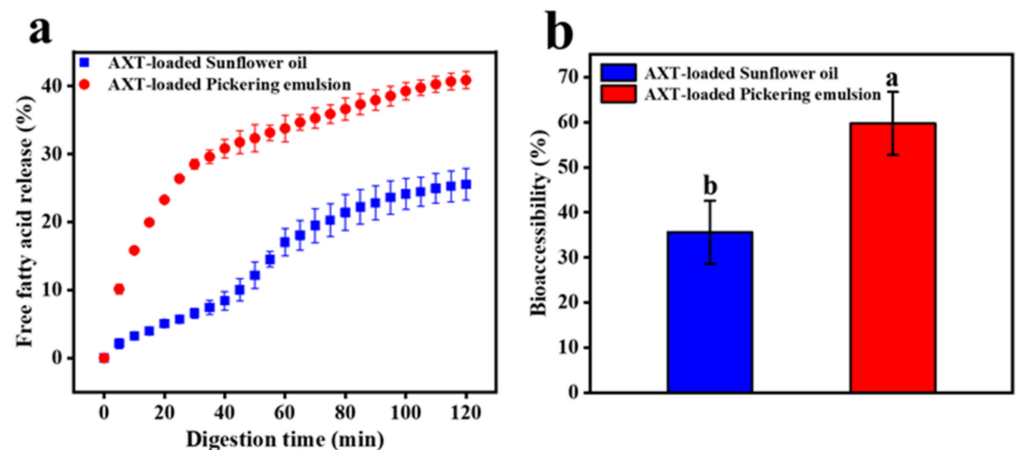 a
AXT-loaded Sunflower oil
AXT-loaded Pickering emulsion
Free fatty acid release (%)
40
30
20
10
0
0 20 40 60 80 100 120
Digestion time (min)
b
AXT-loaded Sunflower oil
AXT-loaded Pickering emulsion
Bioaccessibility (%)
70
60
50
40
30
20
10
0
b
a